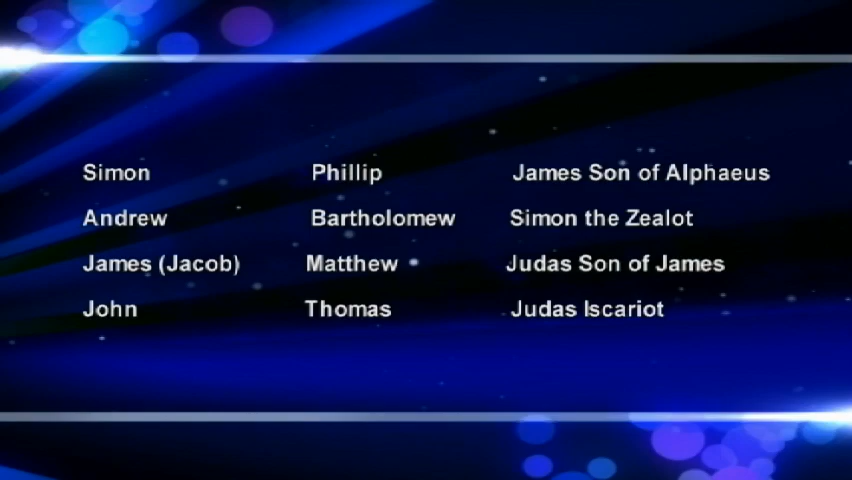 Simon
Andrew
James (Jacob)
John
Phillip
Bartholomew
Matthew
Thomas
James Son of Alphaeus
Simon the Zealot
Judas Son of James
Judas Iscariot